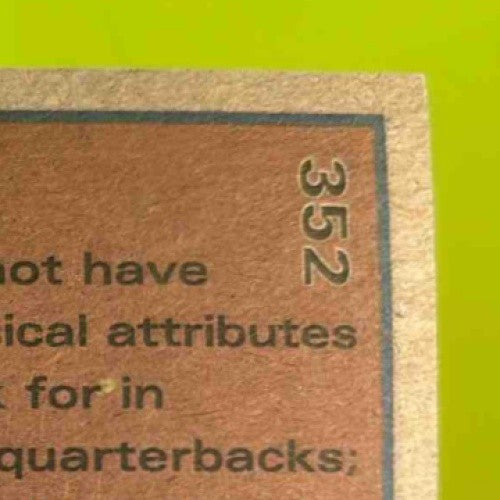 352
not have
ical attributes
for in
quarterbacks;